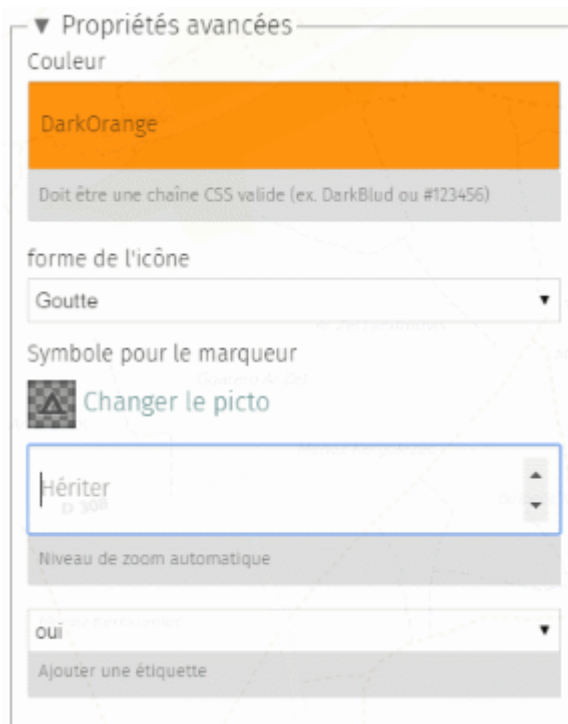 ▼ Propriétés avancées
Couleur
DarkOrange
Doit être une chaîne CSS valide (ex. DarkBlud ou #123456)
forme de l'icône
Goutte
Symbole pour le marqueur
Changer le picto
Hériter
D 308
Niveau de zoom automatique
oui
Ajouter une étiquette